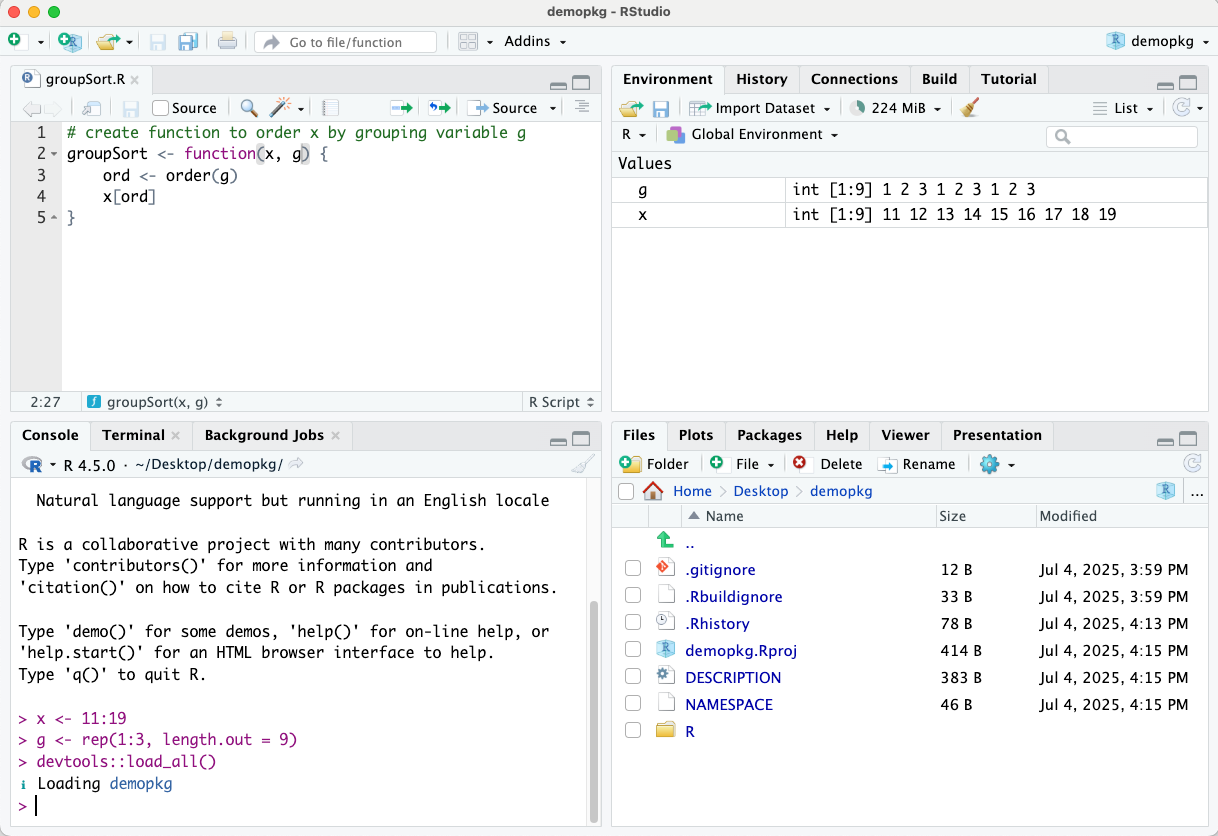 demopkg - RStudio
Go to file/function
Addins
demopkg
groupSort.R
Source
Source
1 # create function to order x by grouping variable g
2 groupSort <- function(x, g) {
3 ord <- order(g)
4 x[ord]
5 }
2:27 groupSort(x, g) R Script
Environment History Connections Build Tutorial
Import Dataset 224 MiB List
R Global Environment
Values
g int [1:9] 1 2 3 1 2 3 1 2 3
x int [1:9] 11 12 13 14 15 16 17 18 19
Console Terminal Background Jobs
R 4.5.0 · ~/Desktop/demopkg/
Natural language support but running in an English locale
R is a collaborative project with many contributors.
Type 'contributors()' for more information and
'citation()' on how to cite R or R packages in publications.
Type 'demo()' for some demos, 'help()' for on-line help, or
'help.start()' for an HTML browser interface to help.
Type 'q()' to quit R.
> x <- 11:19
> g <- rep(1:3, length.out = 9)
> devtools::load_all()
ℹ Loading demopkg
>
Files Plots Packages Help Viewer Presentation
Folder File Delete Rename
Home Desktop demopkg ...
Name Size Modified
..
.gitignore 12 B Jul 4, 2025, 3:59 PM
.Rbuildignore 33 B Jul 4, 2025, 3:59 PM
.Rhistory 78 B Jul 4, 2025, 4:13 PM
demopkg.Rproj 414 B Jul 4, 2025, 4:15 PM
DESCRIPTION 383 B Jul 4, 2025, 4:15 PM
NAMESPACE 46 B Jul 4, 2025, 4:15 PM
R